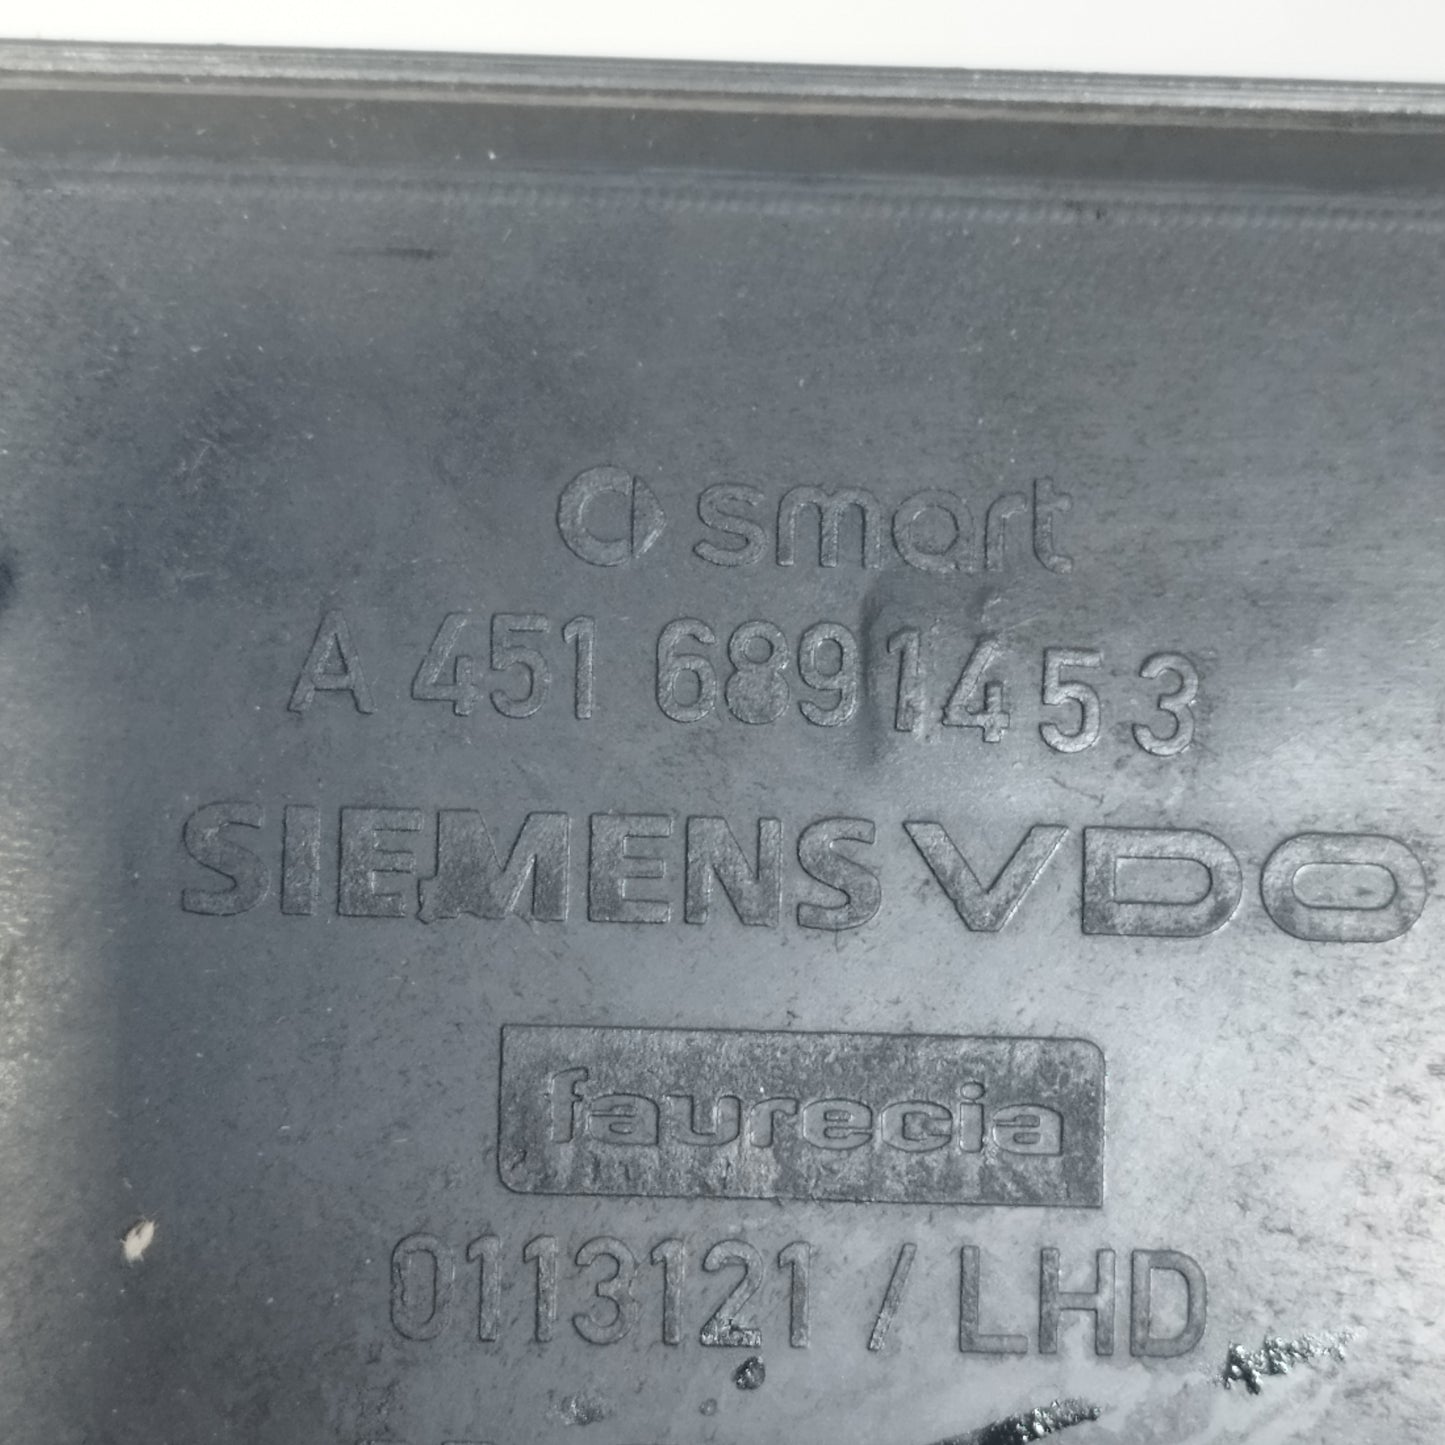 smart
A 451 6891453
SIEMENS VDO
faurecia
0113121 / LHD